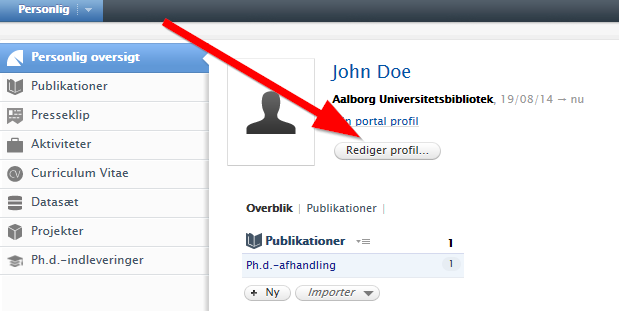 Personlig
Personlig oversigt
Publikationer
Presseklip
Aktiviteter
CV Curriculum Vitae
Datasæt
Projekter
Ph.d.-indleveringer
John Doe
Aalborg Universitetsbibliotek, 19/08/14 → nu
portal profil
Rediger profil...
Overblik | Publikationer |
Publikationer 1
Ph.d.-afhandling 1
+ Ny Importer